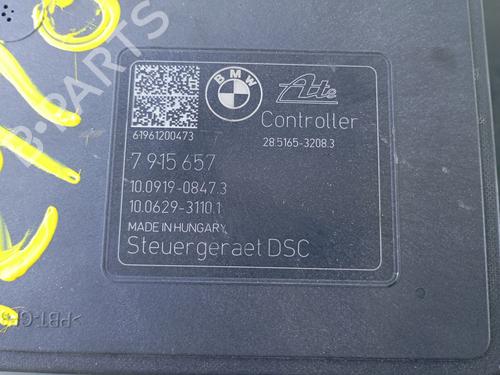 B-PARTS
BMW
Ate
Controller
61961200473
28.5165-3208.3
7 915 657
10.0919-0847.3
10.0629-3110.1
MADE IN HUNGARY
Steuergeraet DSC